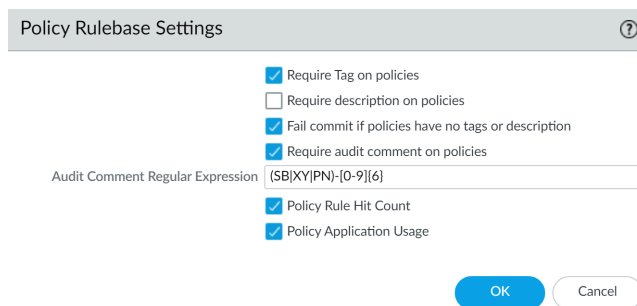 Policy Rulebase Settings ?
Require Tag on policies
Require description on policies
Fail commit if policies have no tags or description
Require audit comment on policies
Audit Comment Regular Expression (SB|XY|PN)-[0-9]{6}
Policy Rule Hit Count
Policy Application Usage
OK Cancel